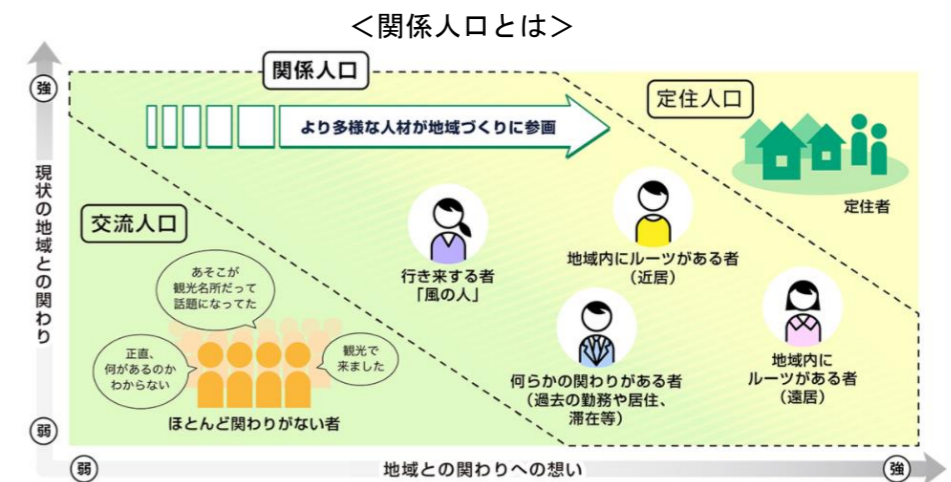 ＜関係人口とは＞
強
関係人口
定住人口
より多様な人材が地域づくりに参画
現状の地域との関わり
交流人口
定住者
あそこが
観光名所だって
話題になってた
行き来する者
「風の人」
地域内にルーツがある者
（近居）
正直、
何があるのか
わからない
観光で
来ました
ほとんど関わりがない者
何らかの関わりがある者
（過去の勤務や居住、
滞在等）
地域内に
ルーツがある者
（遠居）
弱
弱
地域との関わりへの想い
強